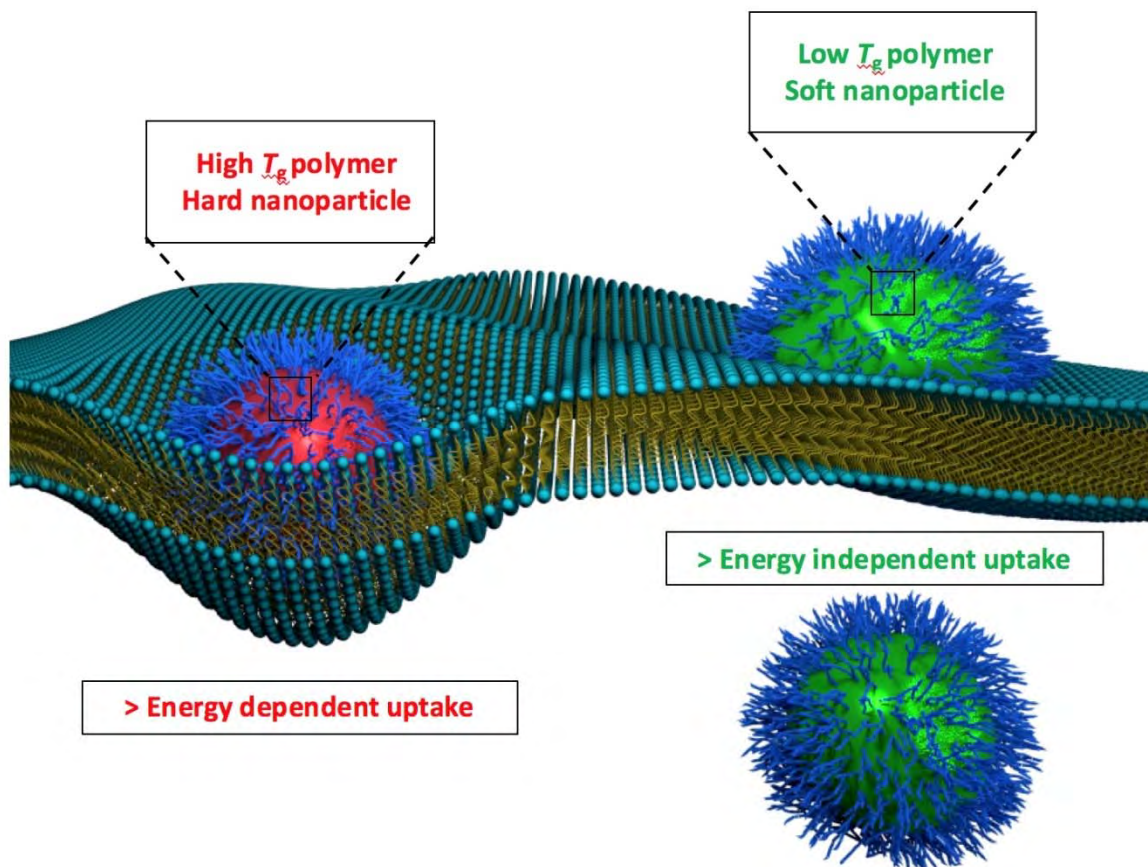 High Tg polymer
Hard nanoparticle
Low Tg polymer
Soft nanoparticle
> Energy independent uptake
> Energy dependent uptake